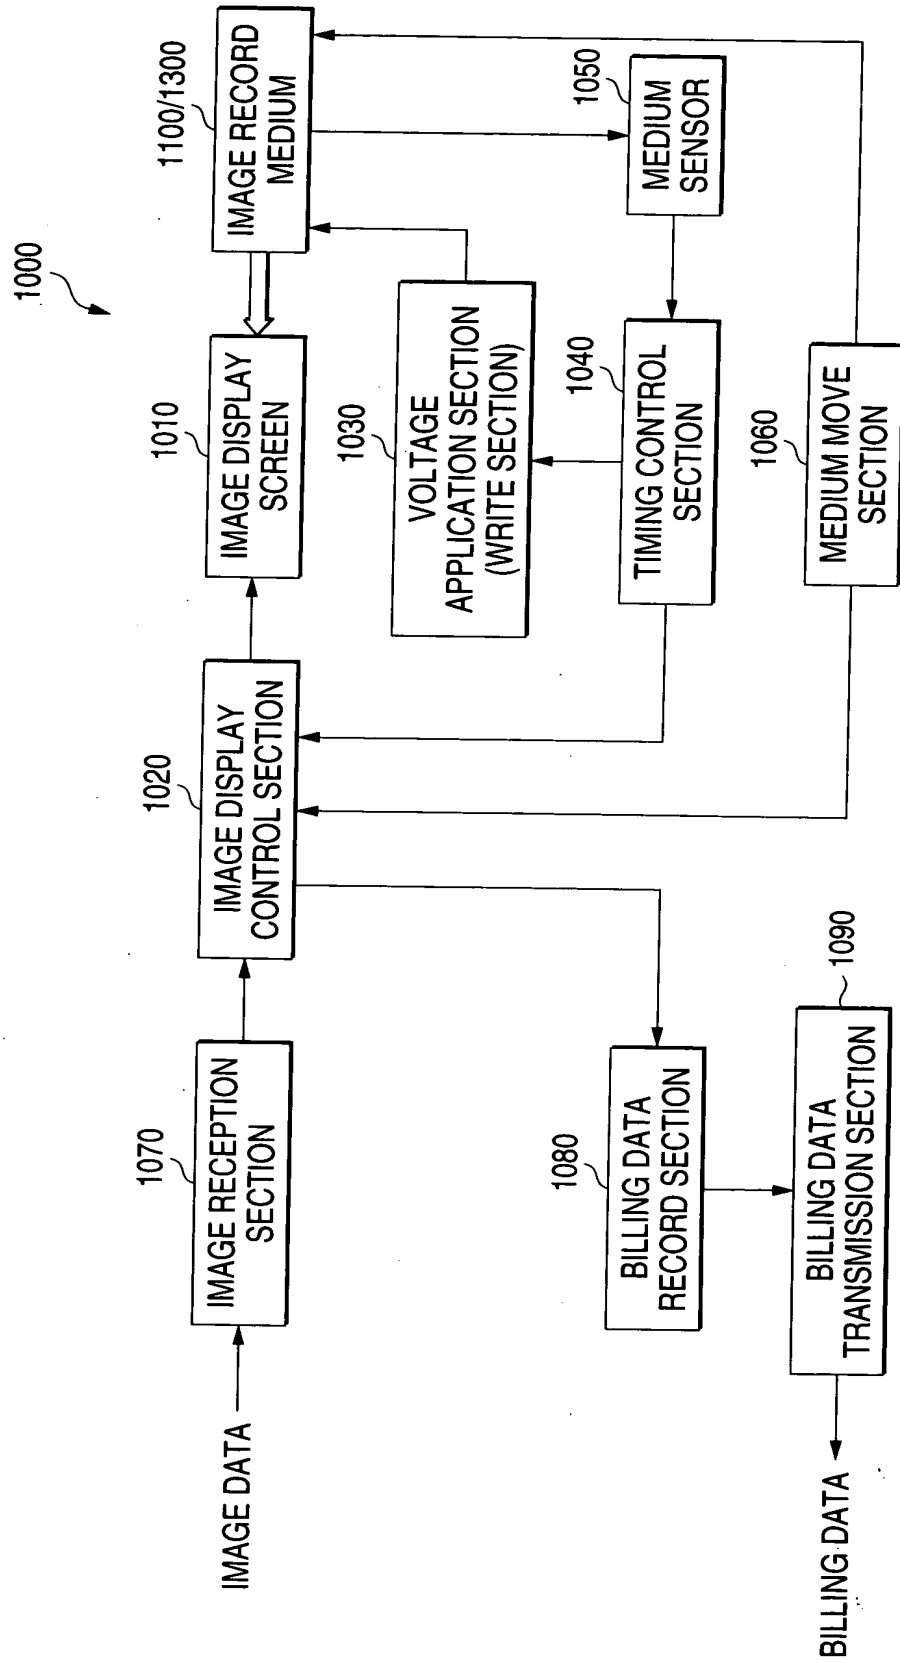 1000
1070
IMAGE RECEPTION
SECTION
1020
IMAGE DISPLAY
CONTROL SECTION
1010
IMAGE DISPLAY
SCREEN
1100/1300
IMAGE RECORD
MEDIUM
1030
VOLTAGE
APPLICATION SECTION
(WRITE SECTION)
1050
MEDIUM
SENSOR
1040
TIMING CONTROL
SECTION
1060
MEDIUM MOVE
SECTION
1080
BILLING DATA
RECORD SECTION
1090
BILLING DATA
TRANSMISSION SECTION
IMAGE DATA
BILLING DATA